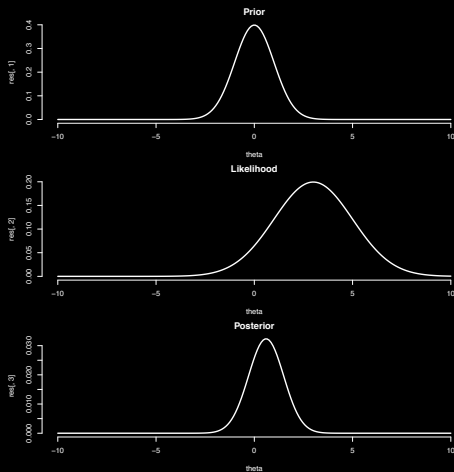 Prior
res[, 1]
0.0 0.1 0.2 0.3 0.4
−10 −5 0 5 10
theta
Likelihood
res[, 2]
0.00 0.05 0.10 0.15 0.20
−10 −5 0 5 10
theta
Posterior
res[, 3]
0.000 0.010 0.020 0.030
−10 −5 0 5 10
theta